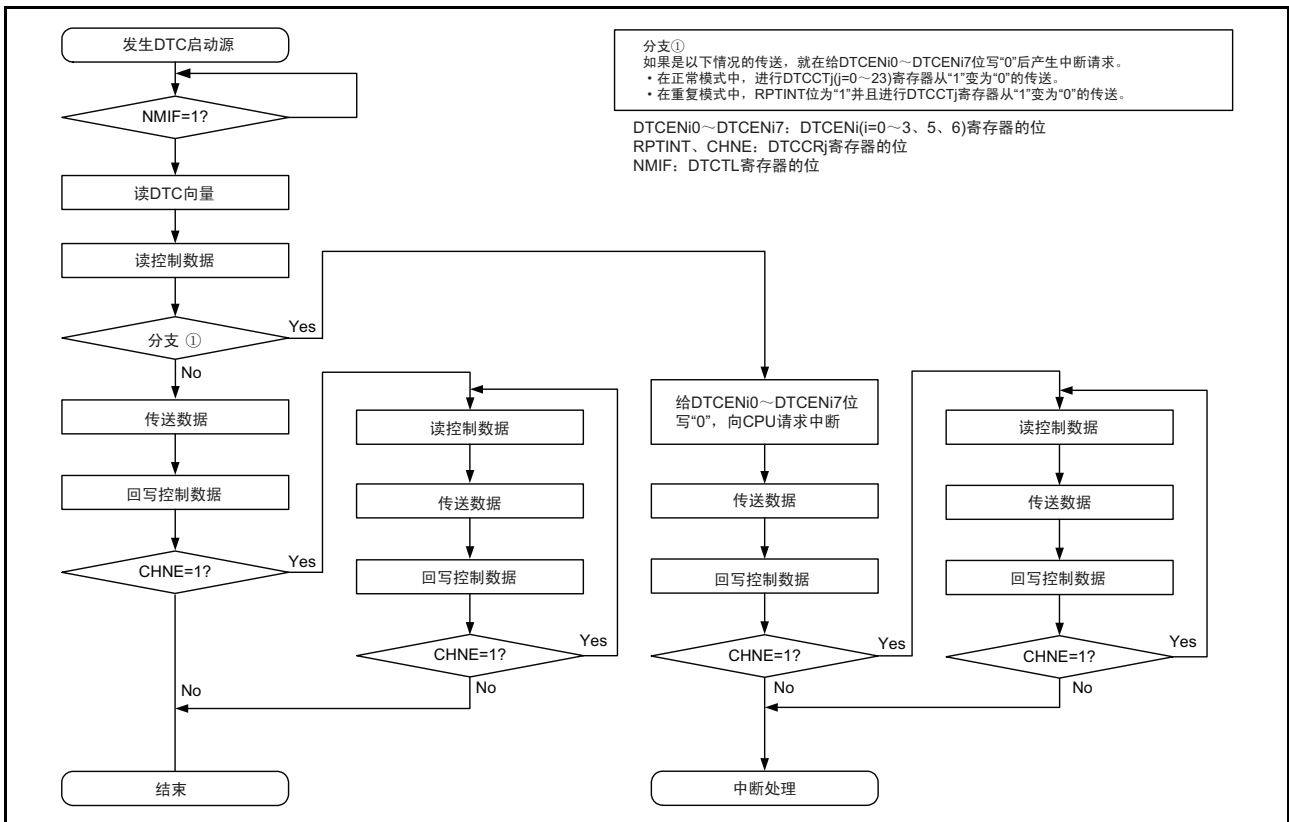 发生DTC启动源
NMIF=1?
读DTC向量
读控制数据
分支 ①
Yes
No
传送数据
回写控制数据
CHNE=1?
Yes
No
结束
读控制数据
传送数据
回写控制数据
CHNE=1?
Yes
No
分支①
如果是以下情况的传送，就在给DTCENi0～DTCENi7位写“0”后产生中断请求。
・在正常模式中，进行DTCCTj(j=0～23)寄存器从“1”变为“0”的传送。
・在重复模式中，RPTINT位为“1”并且进行DTCCTj寄存器从“1”变为“0”的传送。
DTCENi0～DTCENi7：DTCENi(i=0～3、5、6)寄存器的位
RPTINT、CHNE：DTCCRj寄存器的位
NMIF：DTCTL寄存器的位
给DTCENi0～DTCENi7位
写“0”，向CPU请求中断
传送数据
回写控制数据
CHNE=1?
Yes
No
中断处理
读控制数据
传送数据
回写控制数据
CHNE=1?
Yes
No